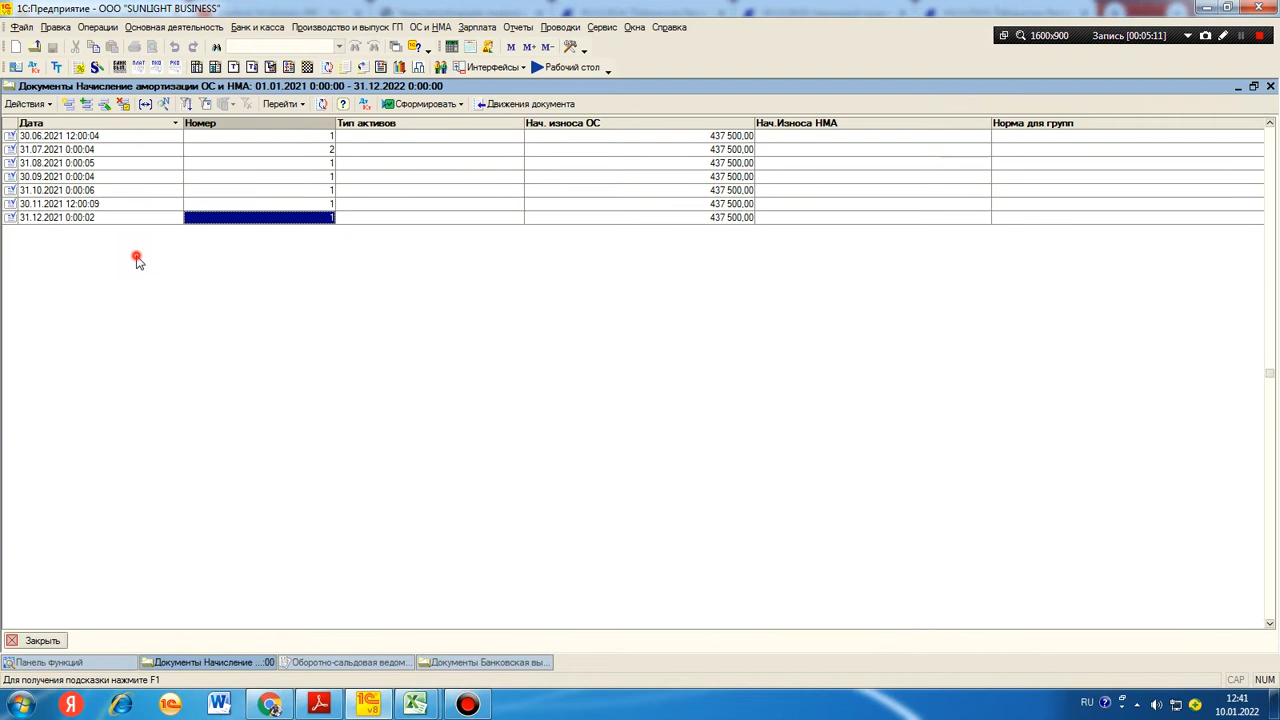 1С:Предприятие - ООО "SUNLIGHT BUSINESS"
Файл Правка Операции Основная деятельность Банк и касса Производство и выпуск ГП ОС и НМА Зарплата Отчеты Проводки Сервис Окна Справка
1600x900 Запись [00:05:11]
M M+ M-
Интерфейсы Рабочий стол
Документы Начисление амортизации ОС и НМА: 01.01.2021 0:00:00 - 31.12.2022 0:00:00
Действия Перейти Сформировать Движения документа
Дата Номер Тип активов Нач. износа ОС Нач.Износа НМА Норма для групп
30.06.2021 12:00:04 1 437 500,00
31.07.2021 0:00:04 2 437 500,00
31.08.2021 0:00:05 1 437 500,00
30.09.2021 0:00:04 1 437 500,00
31.10.2021 0:00:06 1 437 500,00
30.11.2021 12:00:09 1 437 500,00
31.12.2021 0:00:02 1 437 500,00
Закрыть
Панель функций Документы Начисление ...:00 Оборотно-сальдовая ведом... Документы Банковская вы...
Для получения подсказки нажмите F1 CAP NUM
RU 12:41
10.01.2022